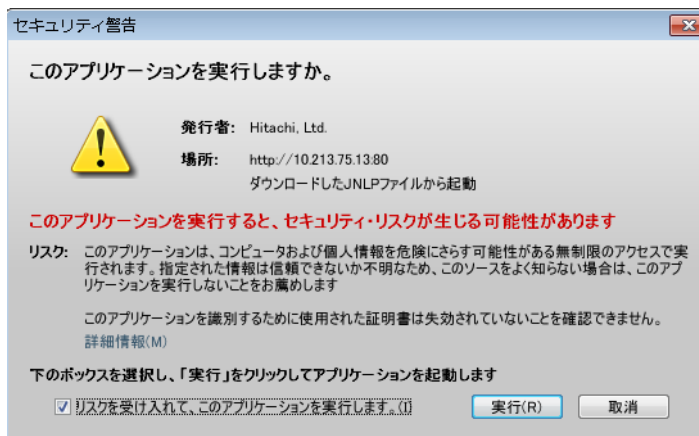 セキュリティ警告
このアプリケーションを実行しますか。
発行者: Hitachi, Ltd.
場所: http://10.213.75.13:80
ダウンロードしたJNLPファイルから起動
このアプリケーションを実行すると、セキュリティ・リスクが生じる可能性があります
リスク: このアプリケーションは、コンピュータおよび個人情報を危険にさらす可能性がある無制限のアクセスで実
行されます。指定された情報は信頼できないか不明なため、このソースをよく知らない場合は、このアプ
リケーションを実行しないことをお薦めします
このアプリケーションを識別するために使用された証明書は失効されていないことを確認できません。
詳細情報(M)
下のボックスを選択し、「実行」をクリックしてアプリケーションを起動します
リスクを受け入れて、このアプリケーションを実行します。(I)
実行(R)
取消